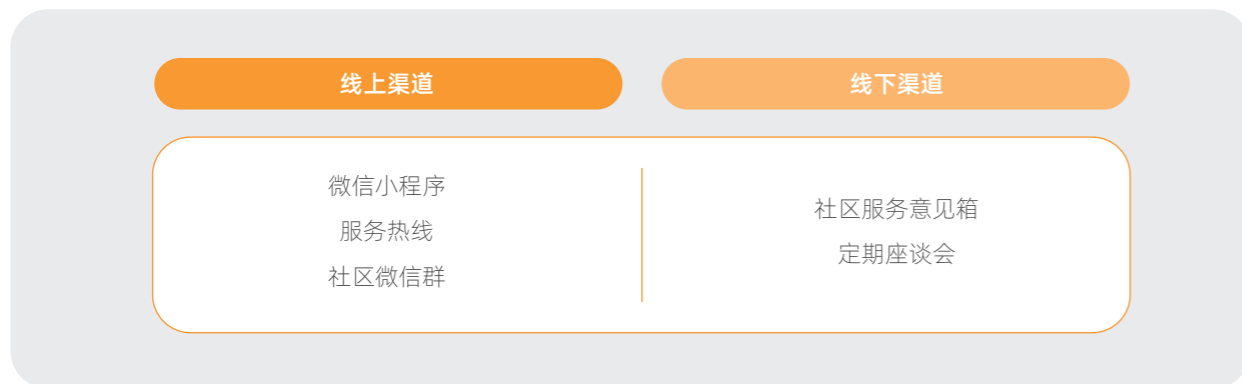 线上渠道
线下渠道
微信小程序
服务热线
社区微信群
社区服务意见箱
定期座谈会